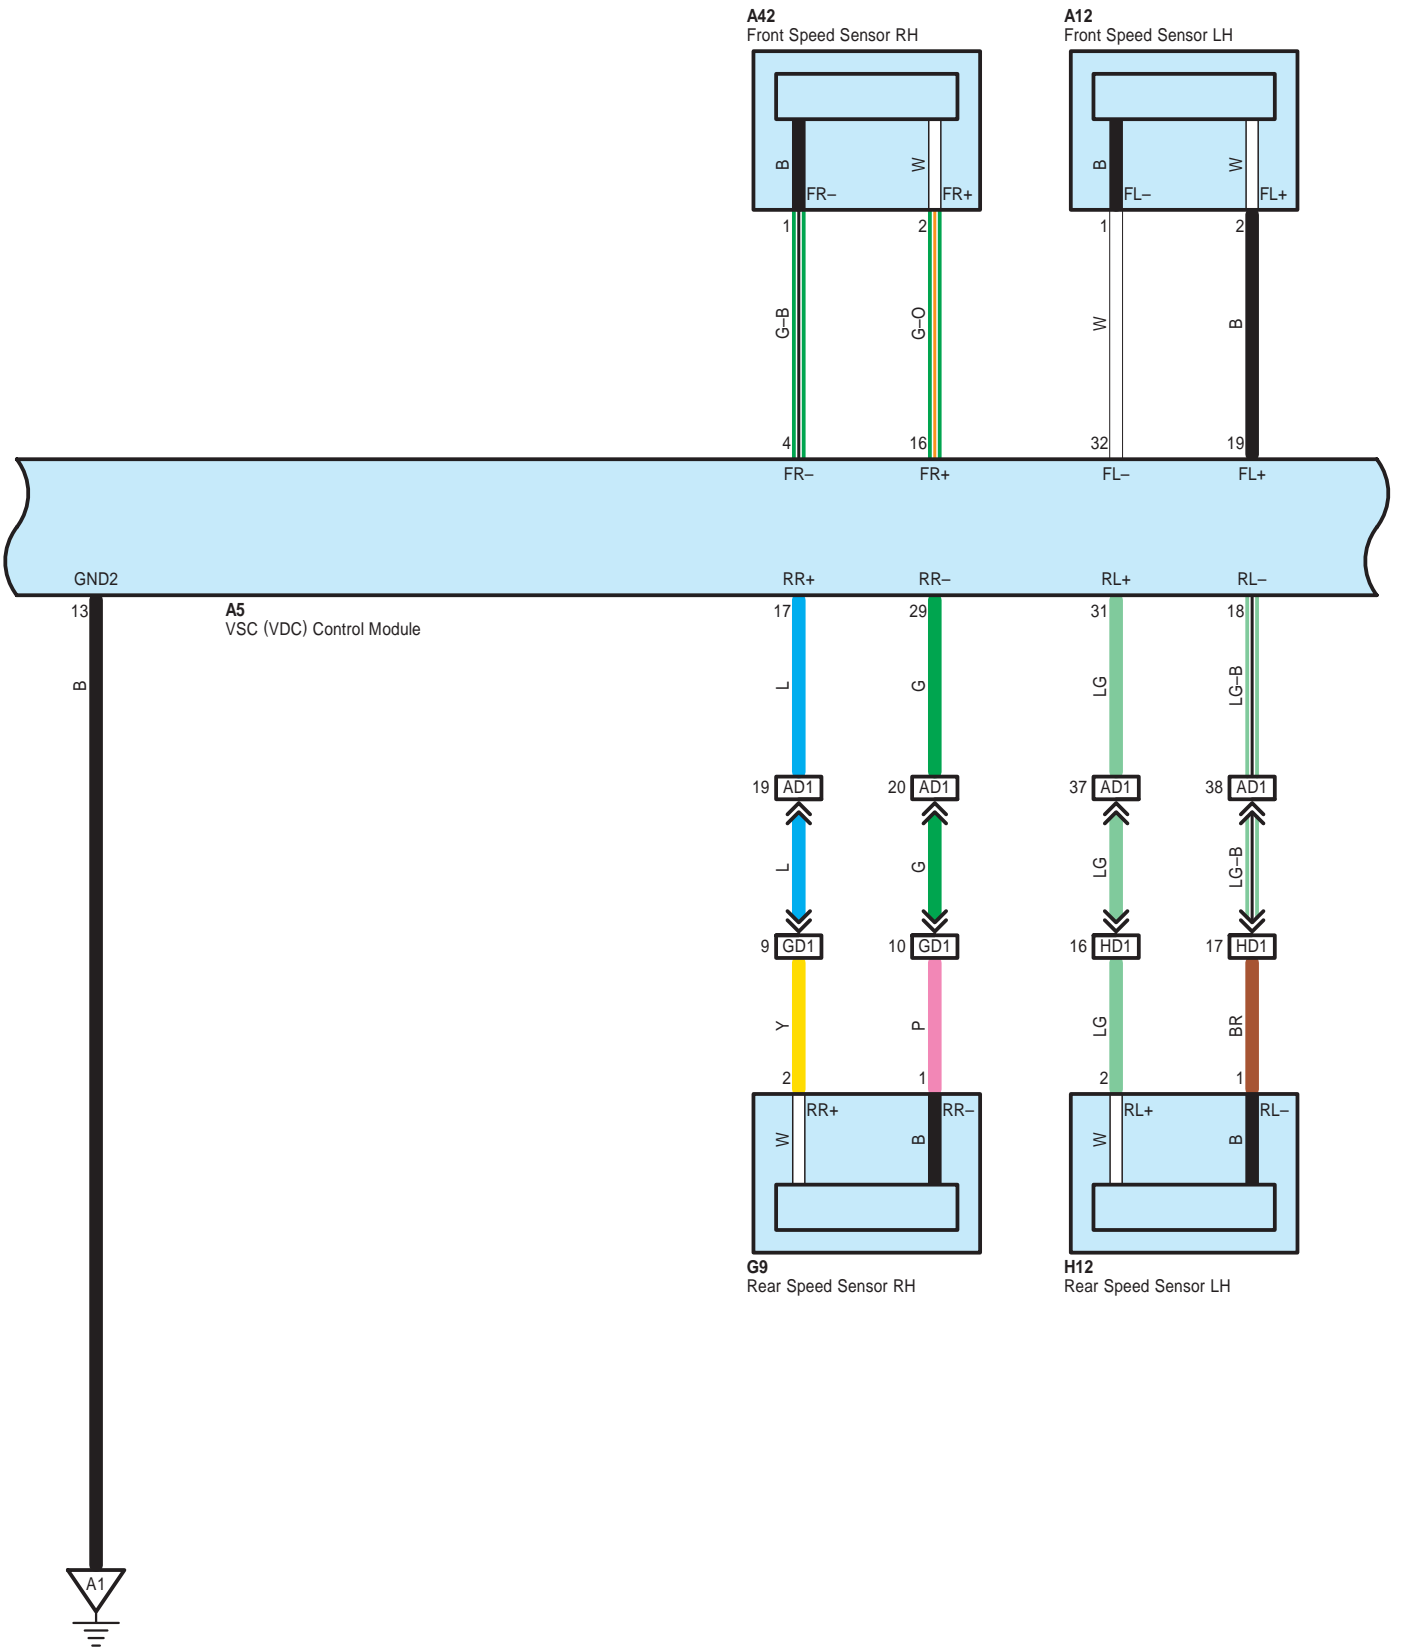 A42
Front Speed Sensor RH
A12
Front Speed Sensor LH
B
W
B
W
FR–
FR+
FL–
FL+
1
2
1
2
G–B
G–O
W
B
4
16
32
19
FR–
FR+
FL–
FL+
GND2
RR+
RR–
RL+
RL–
13
A5
VSC (VDC) Control Module
17
29
31
18
B
L
G
LG
LG–B
19 AD1
20 AD1
37 AD1
38 AD1
L
G
LG
LG–B
9 GD1
10 GD1
16 HD1
17 HD1
Y
P
LG
BR
2
1
2
1
RR+
RR–
RL+
RL–
W
B
W
B
G9
Rear Speed Sensor RH
H12
Rear Speed Sensor LH
A1